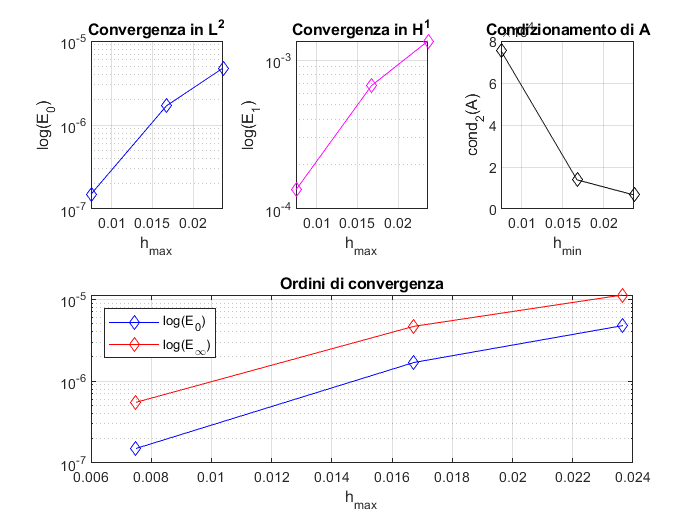 Convergenza in L²
Convergenza in H¹
Condizionamento di A
10⁻⁵
10⁻⁶
10⁻⁷
log(E₀)
0.01 0.015 0.02
hmax
10⁻³
10⁻⁴
log(E₁)
0.01 0.015 0.02
hmax
8
6
4
2
0
cond₂(A)
0.01 0.015 0.02
hmin
Ordini di convergenza
10⁻⁵
10⁻⁶
10⁻⁷
log(E₀)
log(E∞)
0.006 0.008 0.01 0.012 0.014 0.016 0.018 0.02 0.022 0.024
hmax